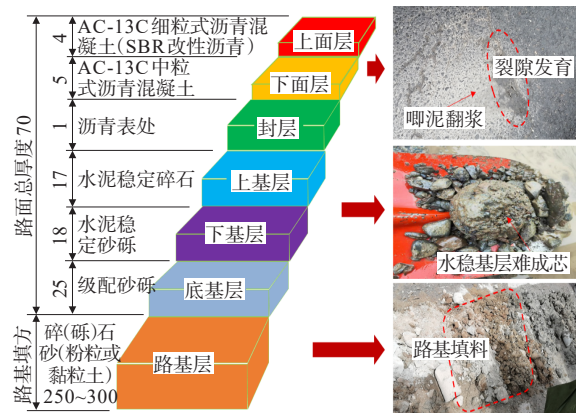 路面总厚度 70
4
AC-13C细粒式沥青混
凝土(SBR改性沥青)
上面层
5
AC-13C中粒
式沥青混凝土
下面层
1
沥青表处
封层
17
水泥稳定碎石
上基层
18
水泥稳
定砂砾
下基层
25
级配砂砾
底基层
路基填方
碎(砾)石
砂(粉粒或
黏粒土)
250~300
路基层
裂隙发育
唧泥翻浆
水稳基层难成芯
路基填料